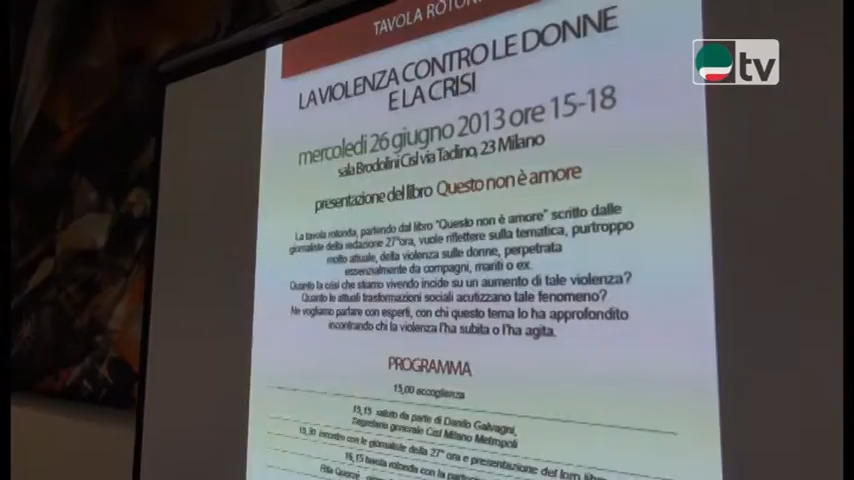 TAVOLA
LA VIOLENZA CONTRO LE DONNE
E LA CRISI
mercoledì 26 giugno 2013 ore 15-18
sala Brodolini Cisl via Tadino, 23 Milano
presentazione del libro Questo non è amore
La tavola rotonda, partendo dal libro "Questo non è amore" scritto dalle
giornaliste della redazione 27°ora, vuole riflettere sulla tematica, purtroppo
molto attuale, della violenza sulle donne, perpetrata
essenzialmente da compagni, mariti o ex.
Quanto la crisi che stiamo vivendo incide su un aumento di tale violenza?
Quanto le attuali trasformazioni sociali acutizzano tale fenomeno?
Ne vogliamo parlare con esperti, con chi questo tema lo ha approfondito
incontrando chi la violenza l'ha subita o l'ha agita.
PROGRAMMA
15,00 accoglienza
15,15 saluto da parte di Danilo Galvagni,
Segretario generale Cisl Milano Metropoli
15,30 incontro con le giornaliste della 27° ora e presentazione del loro libro
16,15 tavola rotonda con la
Rita
tv